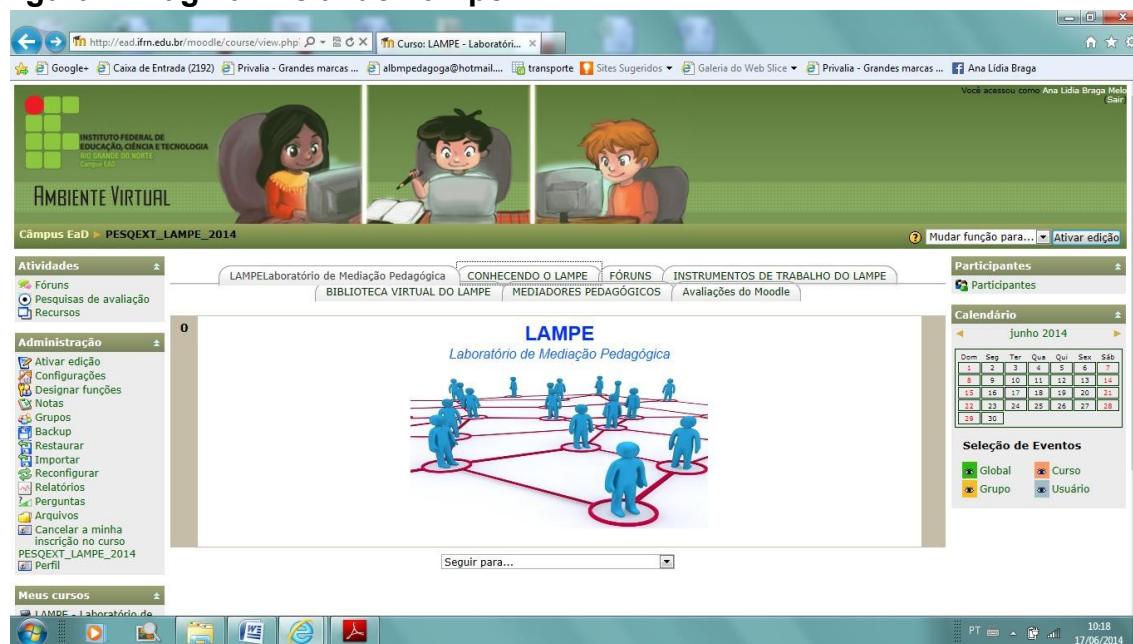 http://ead.ifrn.edu.br/moodle/course/view.php
Curso: LAMPE - Laboratóri...
Google+ Caixa de Entrada (2192) Privalia - Grandes marcas ... albmpedagoga@hotmail.... transporte Sites Sugeridos Galeria do Web Slice Privalia - Grandes marcas ... Ana Lídia Braga
Você acessou como Ana Lidia Braga Melo
(Sair)
INSTITUTO FEDERAL DE
EDUCAÇÃO, CIÊNCIA E TECNOLOGIA
RIO GRANDE DO NORTE
Campus EAD
AMBIENTE VIRTUAL
Câmpus EaD ► PESQEXT_LAMPE_2014
Mudar função para... Ativar edição
Atividades
Fóruns
Pesquisas de avaliação
Recursos
Administração
Ativar edição
Configurações
Designar funções
Notas
Grupos
Backup
Restaurar
Importar
Reconfigurar
Relatórios
Perguntas
Arquivos
Cancelar a minha
inscrição no curso
PESQEXT_LAMPE_2014
Perfil
Meus cursos
LAMPE - Laboratório de
LAMPELaboratório de Mediação Pedagógica CONHECENDO O LAMPE FÓRUNS INSTRUMENTOS DE TRABALHO DO LAMPE
BIBLIOTECA VIRTUAL DO LAMPE MEDIADORES PEDAGÓGICOS Avaliações do Moodle
0
LAMPE
Laboratório de Mediação Pedagógica
Seguir para...
Participantes
Participantes
Calendário
junho 2014
Dom Seg Ter Qua Qui Sex Sáb
1 2 3 4 5 6 7
8 9 10 11 12 13 14
15 16 17 18 19 20 21
22 23 24 25 26 27 28
29 30
Seleção de Eventos
Global Curso
Grupo Usuário
PT
10:18
17/06/2014